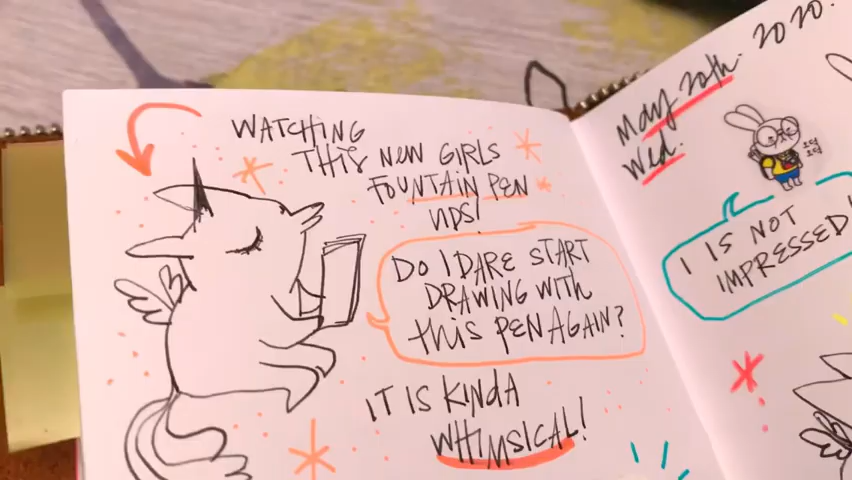 WATCHING
THIS NEW GIRLS
FOUNTAIN PEN
VIDS!
DO I DARE START
DRAWING WITH
this PEN AGAIN?
IT IS KINDA
WHIMSICAL!
MAY 20th. 2020.
Wed.
I IS NOT
IMPRESSED!